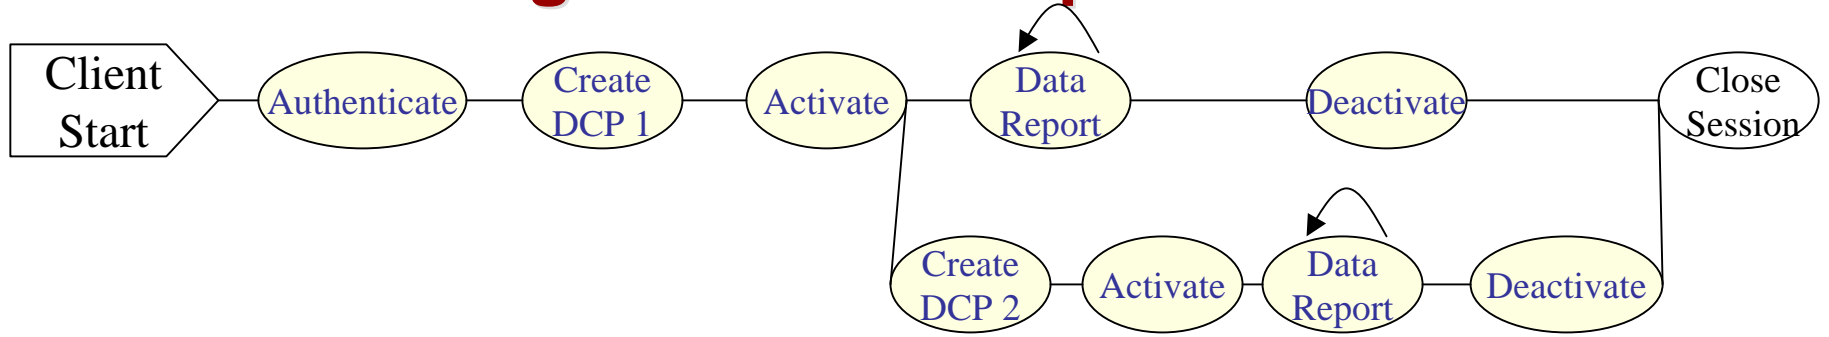 Client
Start
Authenticate
Create
DCP 1
Activate
Data
Report
Deactivate
Close
Session
Create
DCP 2
Activate
Data
Report
Deactivate